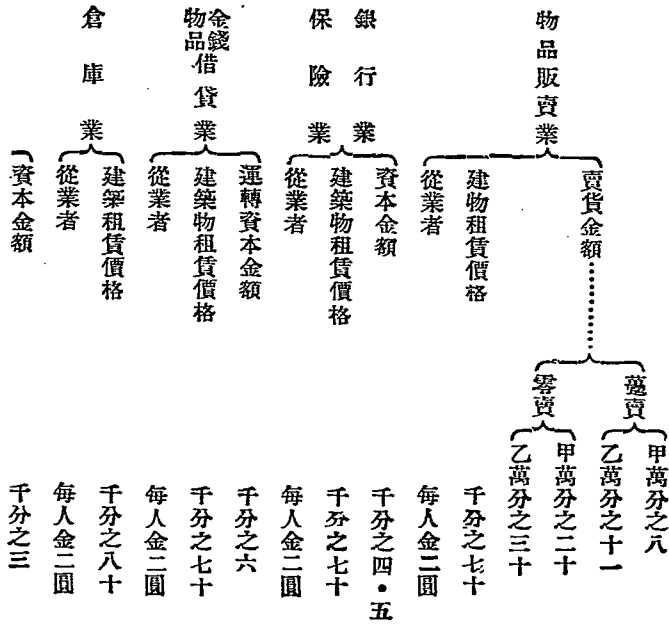 物品販賣業
賣貨金額
躉賣
甲萬分之八
乙萬分之十一
零賣
甲萬分之二十
乙萬分之三十
建物租賃價格
千分之七十
從業者
每人金二圓
銀行業
保險業
資本金額
千分之四・五
建築物租賃價格
千分之七十
從業者
每人金二圓
金錢物品借貸業
運轉資本金額
千分之六
建築物租賃價格
千分之七十
從業者
每人金二圓
倉庫業
建築租賃價格
千分之八十
從業者
每人金二圓
資本金額
千分之三